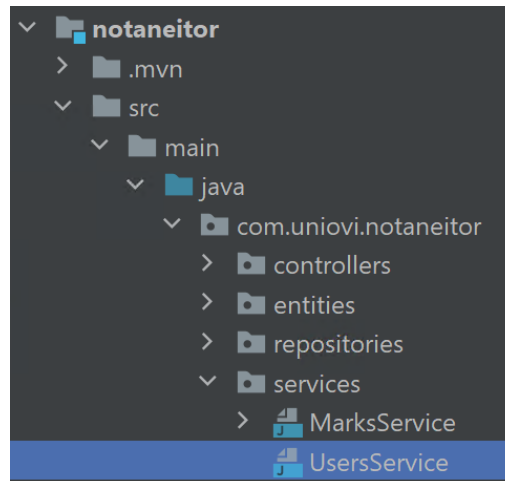 notaneitor
.mvn
src
main
java
com.uniovi.notaneitor
controllers
entities
repositories
services
MarksService
UsersService